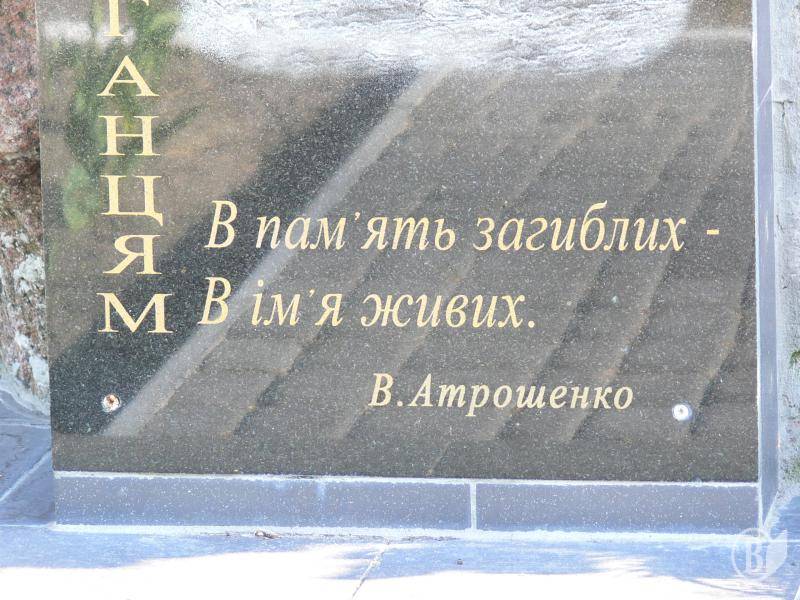 ГАНЦЯМ
В пам'ять загиблих -
В ім'я живих.
В.Атрошенко